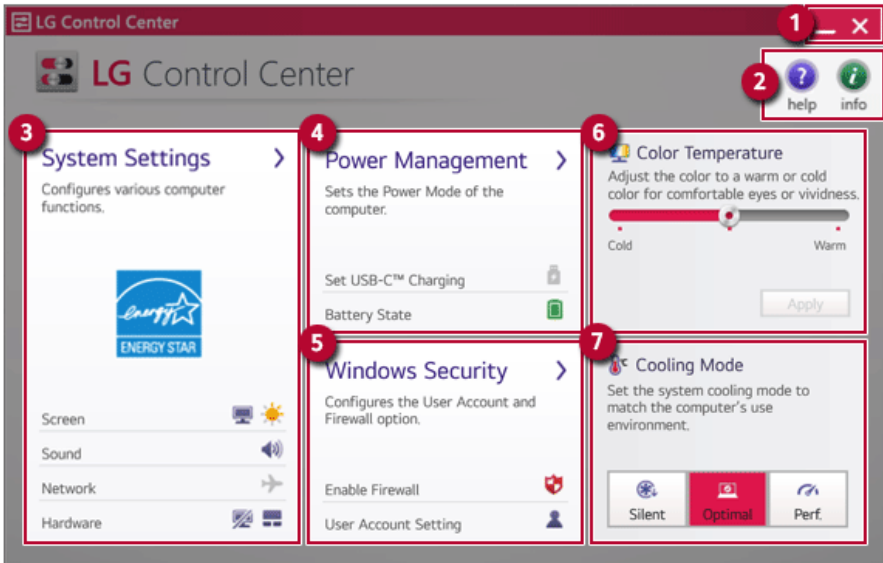 LG Control Center
1
LG Control Center
2
help
info
3
System Settings
Configures various computer
functions.
energy
ENERGY STAR
Screen
Sound
Network
Hardware
4
Power Management
Sets the Power Mode of the
computer.
Set USB-C™ Charging
Battery State
5
Windows Security
Configures the User Account and
Firewall option.
Enable Firewall
User Account Setting
6
Color Temperature
Adjust the color to a warm or cold
color for comfortable eyes or vividness.
Cold
Warm
Apply
7
Cooling Mode
Set the system cooling mode to
match the computer's use
environment.
Silent
Optimal
Perf.